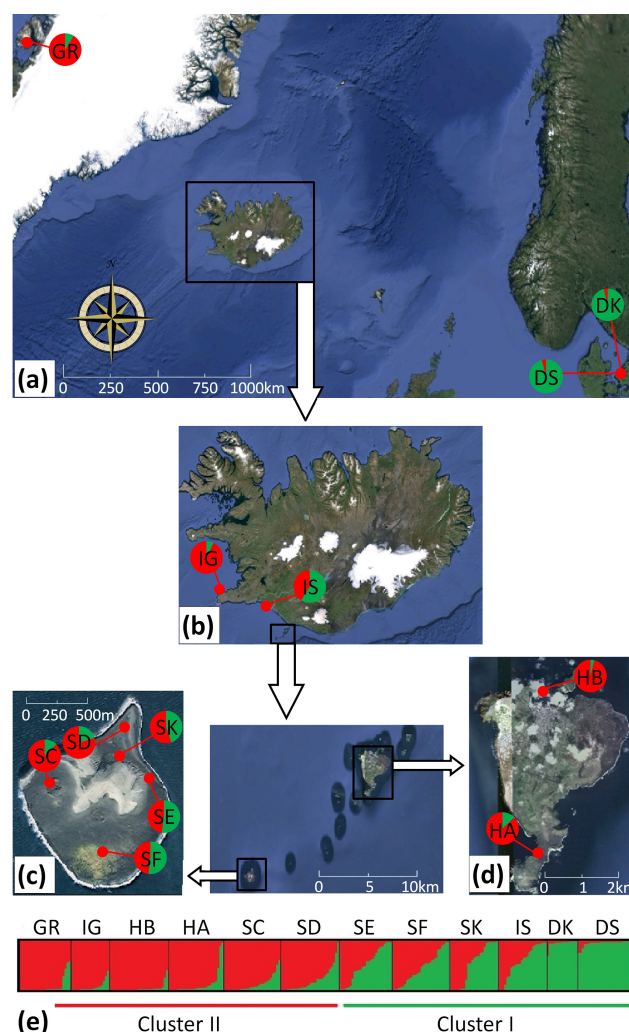 GR
DK
DS
(a)
0 250 500 750 1000km
IG
IS
(b)
0 250 500m
SK
SD
SC
SE
SF
(c)
0 5 10km
HB
HA
(d)
0 1 2km
GR IG HB HA SC SD SE SF SK IS DK DS
(e)
Cluster II Cluster I